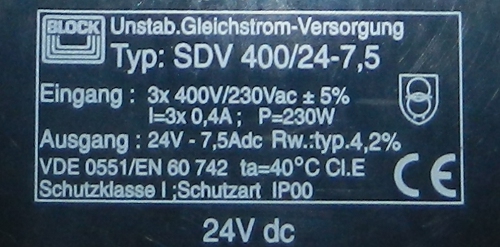 BLOCK
Unstab.Gleichstrom-Versorgung
Typ: SDV 400/24-7,5
Eingang : 3x 400V/230Vac ± 5%
I=3x 0,4A ; P=230W
Ausgang : 24V - 7,5Adc Rw.:typ.4,2%
VDE 0551/EN 60 742 ta=40°C Cl.E
Schutzklasse I ;Schutzart IP00
CE
24V dc